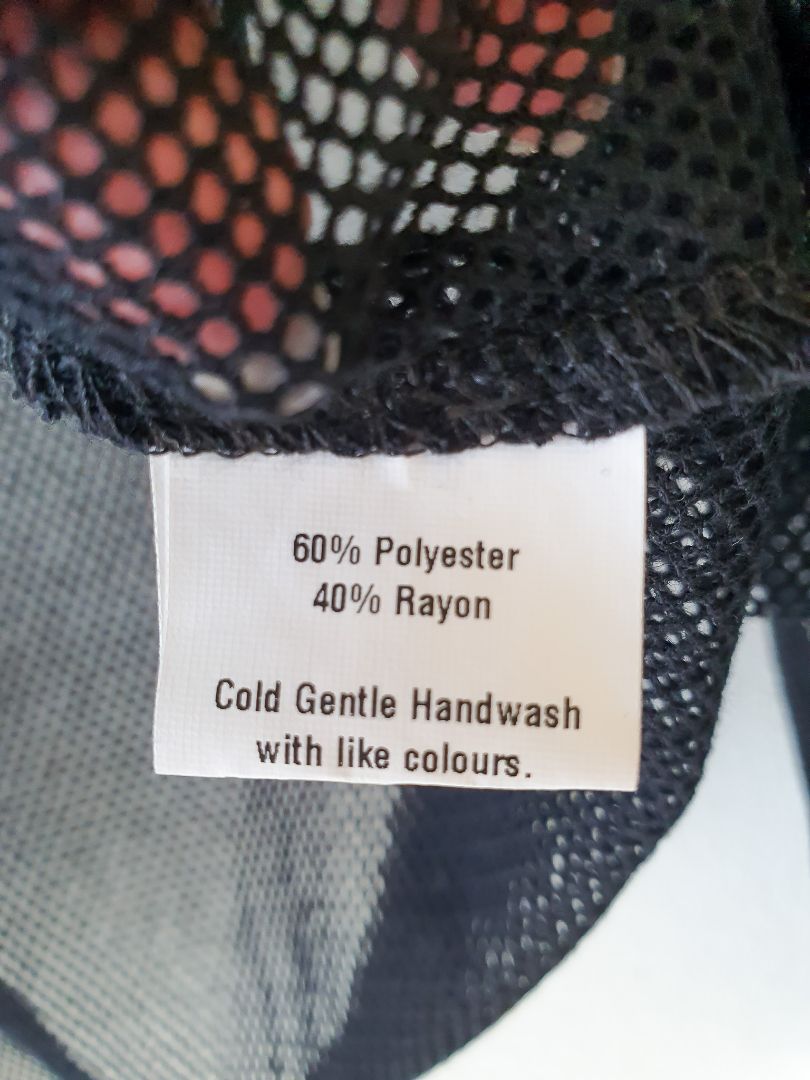 60% Polyester
40% Rayon
Cold Gentle Handwash
with like colours.